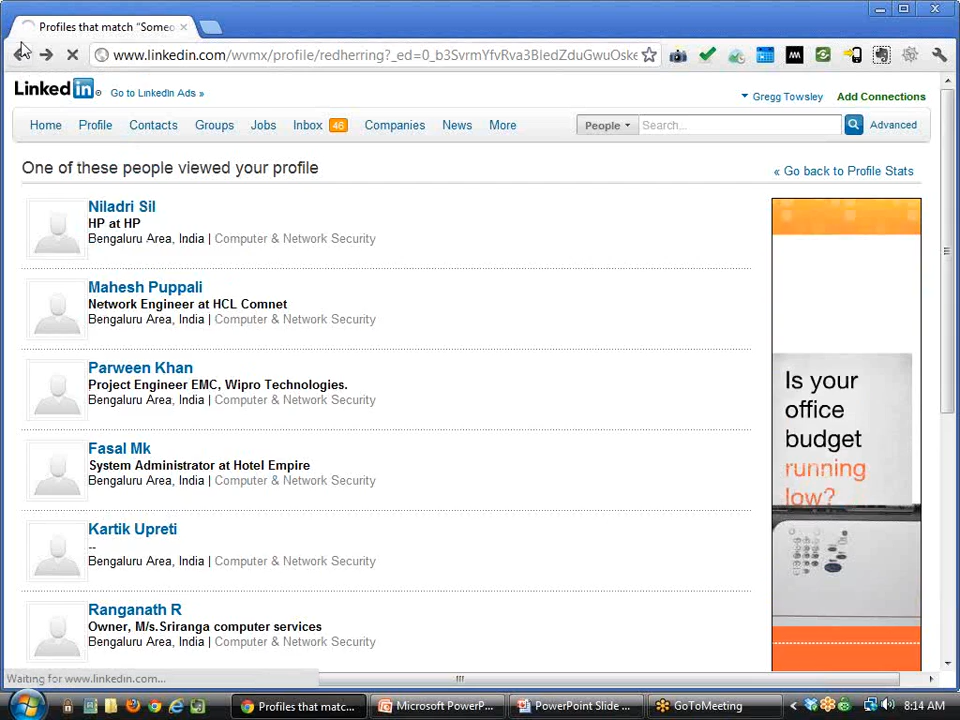 Profiles that match "Someo
www.linkedin.com/wvmx/profile/redherring?_ed=0_b3SvrmYfvRva3BledZduGwuOske
Linked in
Go to LinkedIn Ads »
Gregg Towsley
Add Connections
Home Profile Contacts Groups Jobs Inbox 46 Companies News More
People Search... Advanced
One of these people viewed your profile
« Go back to Profile Stats
Niladri Sil
HP at HP
Bengaluru Area, India | Computer & Network Security
Mahesh Puppali
Network Engineer at HCL Comnet
Bengaluru Area, India | Computer & Network Security
Parween Khan
Project Engineer EMC, Wipro Technologies.
Bengaluru Area, India | Computer & Network Security
Fasal Mk
System Administrator at Hotel Empire
Bengaluru Area, India | Computer & Network Security
Kartik Upreti
--
Bengaluru Area, India | Computer & Network Security
Ranganath R
Owner, M/s.Sriranga computer services
Bengaluru Area, India | Computer & Network Security
Is your
office
budget
running
low?
Waiting for www.linkedin.com...
Profiles that matc...
Microsoft PowerP...
PowerPoint Slide ...
GoToMeeting
8:14 AM